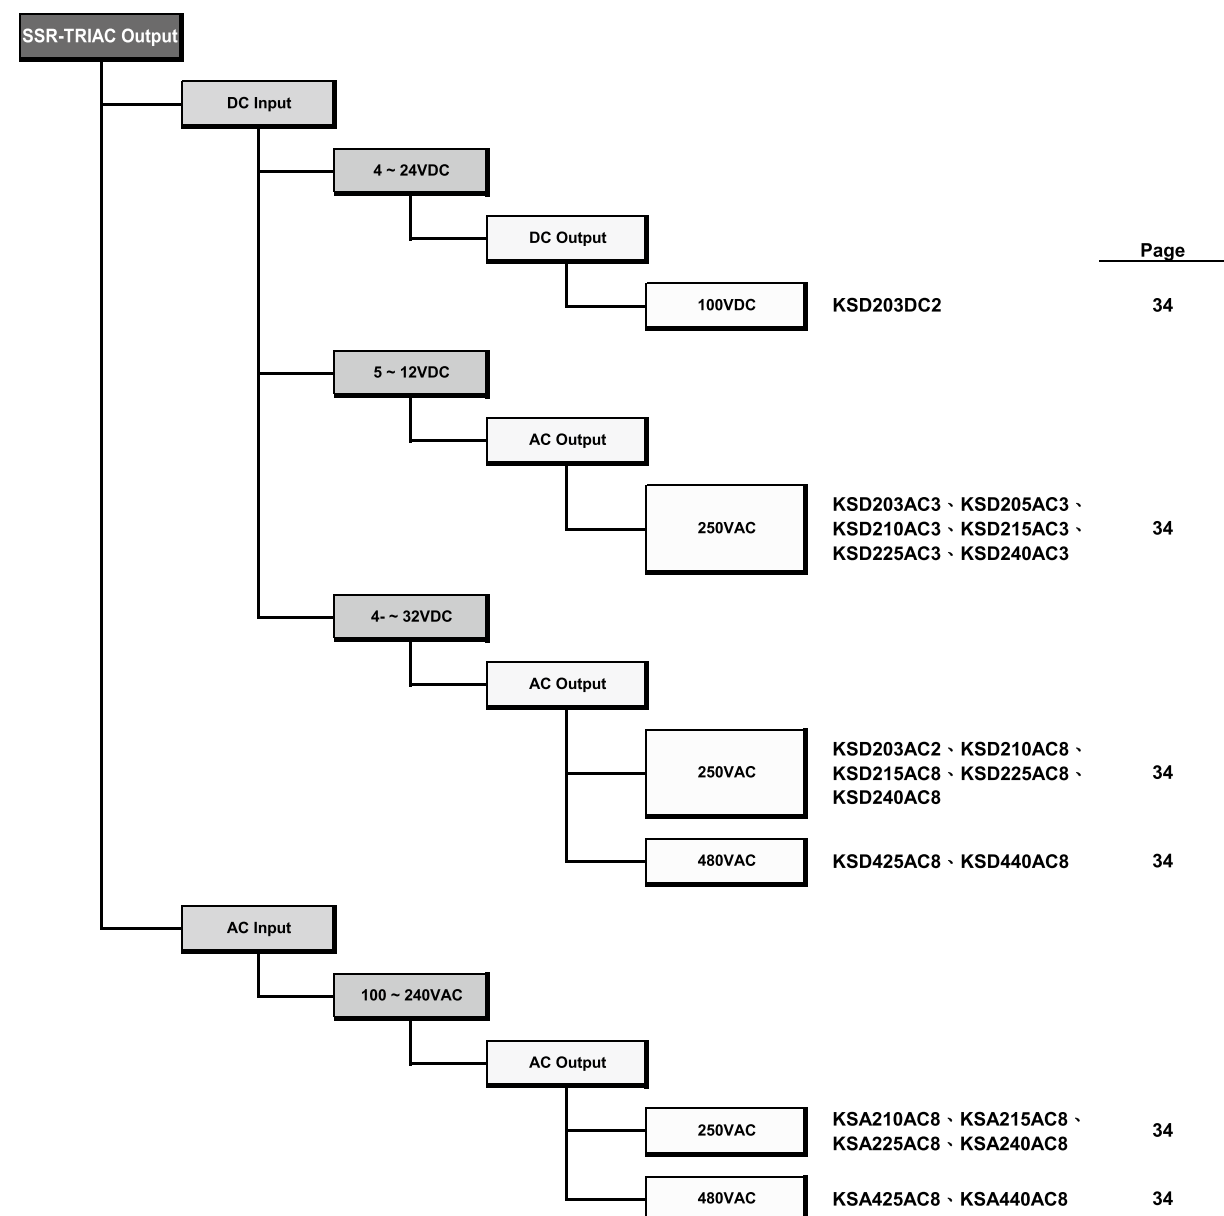 SSR-TRIAC Output
DC Input
4 ~ 24VDC
DC Output
Page
100VDC KSD203DC2 34
5 ~ 12VDC
AC Output
KSD203AC3、KSD205AC3、
250VAC KSD210AC3、KSD215AC3、 34
KSD225AC3、KSD240AC3
4- ~ 32VDC
AC Output
KSD203AC2、KSD210AC8、
250VAC KSD215AC8、KSD225AC8、 34
KSD240AC8
480VAC KSD425AC8、KSD440AC8 34
AC Input
100 ~ 240VAC
AC Output
KSA210AC8、KSA215AC8、
250VAC 34
KSA225AC8、KSA240AC8
480VAC KSA425AC8、KSA440AC8 34